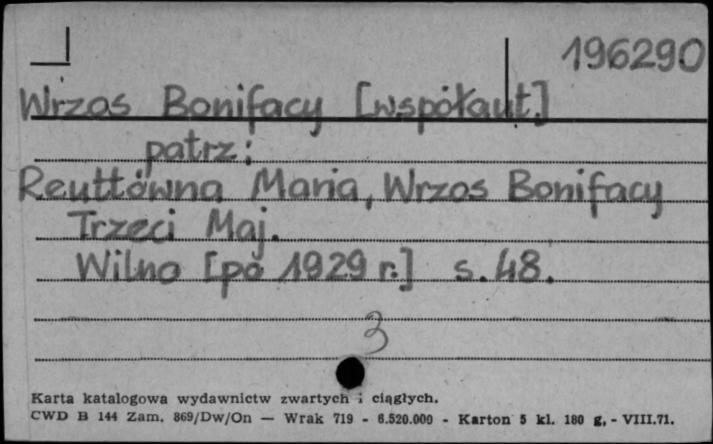 196290
Wrzos Bonifacy [współaut.]
patrz:
Reuttówna Maria, Wrzos Bonifacy
Trzeci Maj.
Wilno [po 1929 r.] s. 48.
3
Karta katalogowa wydawnictw zwartych i ciągłych.
CWD B 144 Zam. 869/Dw/On — Wrak 719 - 6.520.000 - Karton 5 kl. 180 g, - VIII.71.